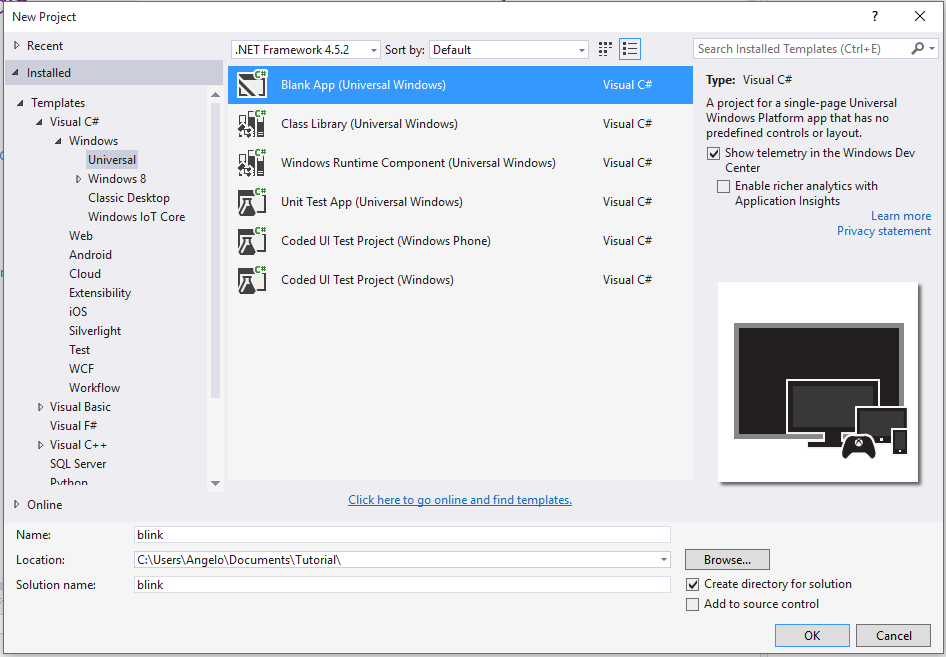 New Project
?
Recent
Installed
Templates
Visual C#
Windows
Universal
Windows 8
Classic Desktop
Windows IoT Core
Web
Android
Cloud
Extensibility
iOS
Silverlight
Test
WCF
Workflow
Visual Basic
Visual F#
Visual C++
SQL Server
Python
Online
.NET Framework 4.5.2
Sort by: Default
C# Blank App (Universal Windows) Visual C#
C# Class Library (Universal Windows) Visual C#
C# Windows Runtime Component (Universal Windows) Visual C#
C# Unit Test App (Universal Windows) Visual C#
C# Coded UI Test Project (Windows Phone) Visual C#
C# Coded UI Test Project (Windows) Visual C#
Click here to go online and find templates.
Search Installed Templates (Ctrl+E)
Type: Visual C#
A project for a single-page Universal
Windows Platform app that has no
predefined controls or layout.
Show telemetry in the Windows Dev
Center
Enable richer analytics with
Application Insights
Learn more
Privacy statement
Name: blink
Location: C:\Users\Angelo\Documents\Tutorial\
Browse...
Solution name: blink
Create directory for solution
Add to source control
OK Cancel